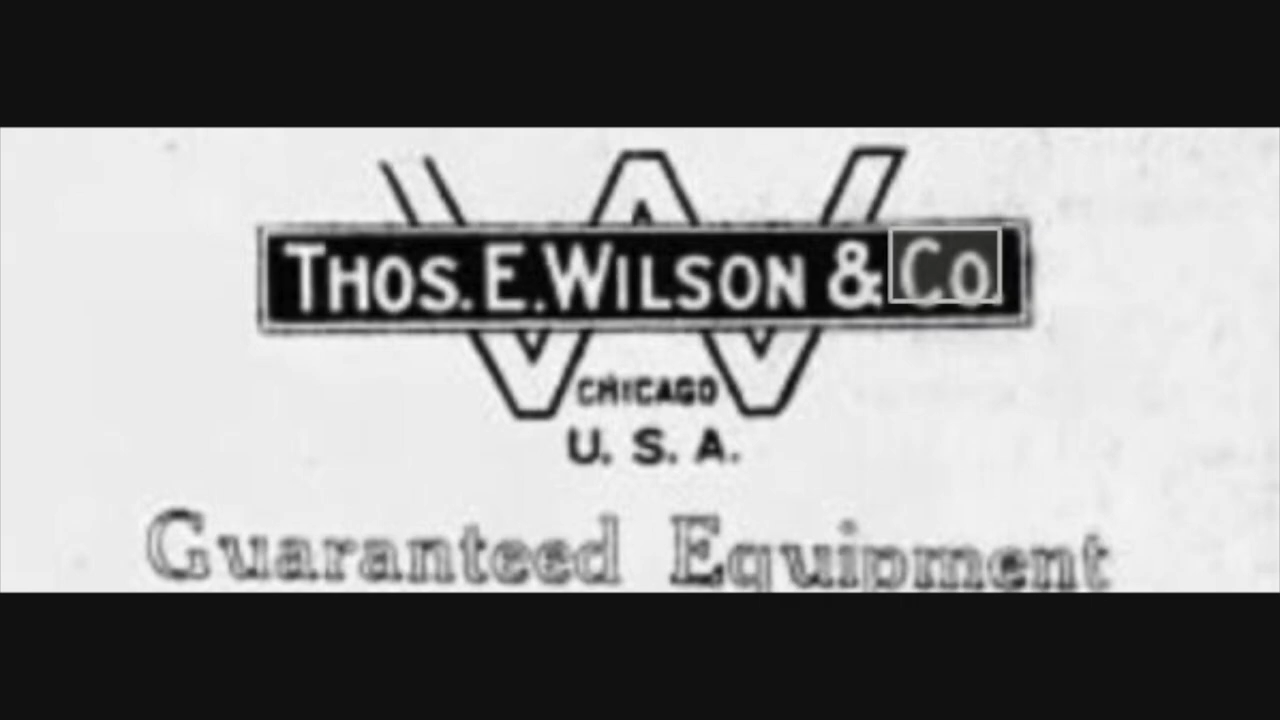 THOS. E. WILSON & Co.
CHICAGO
U. S. A.
Guaranteed Equipment